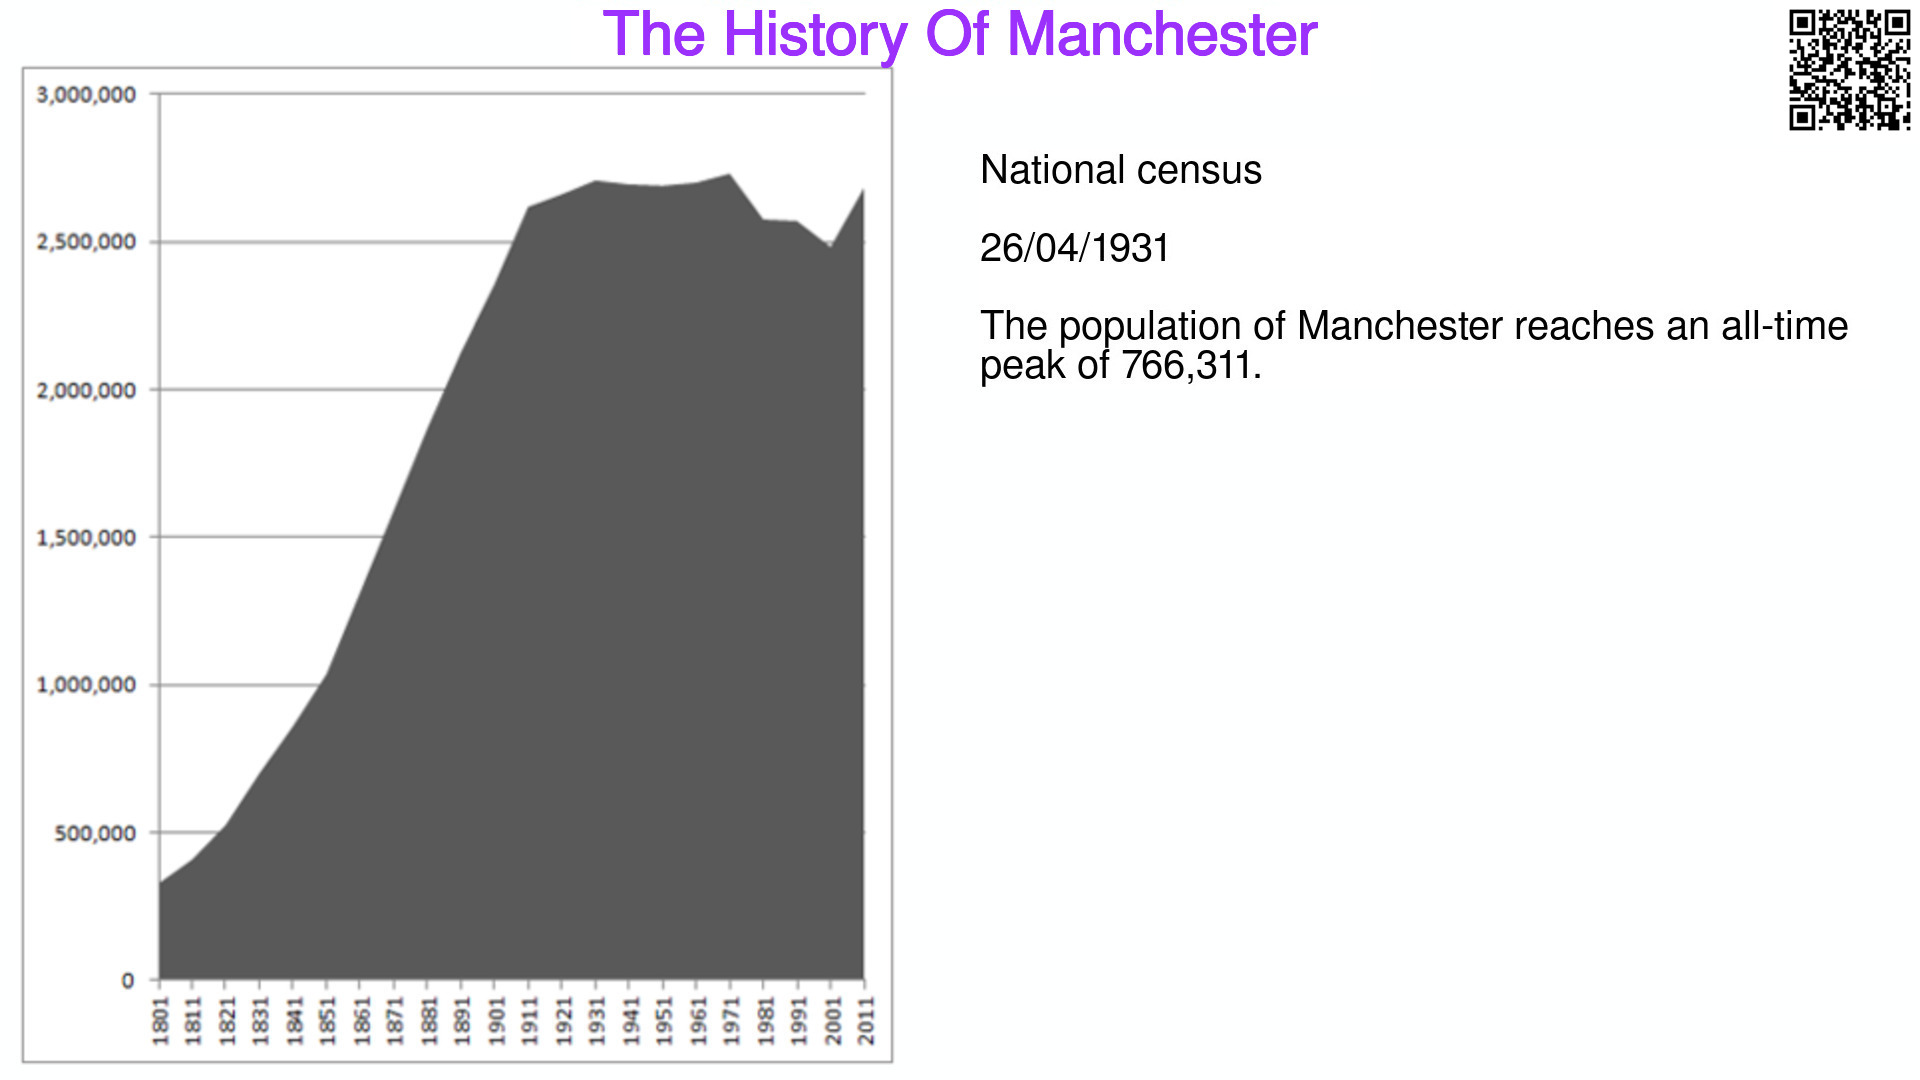 The History Of Manchester
3,000,000
2,500,000
2,000,000
1,500,000
1,000,000
500,000
0
1801 1811 1821 1831 1841 1851 1861 1871 1881 1891 1901 1911 1921 1931 1941 1951 1961 1971 1981 1991 2001 2011
National census
26/04/1931
The population of Manchester reaches an all-time
peak of 766,311.